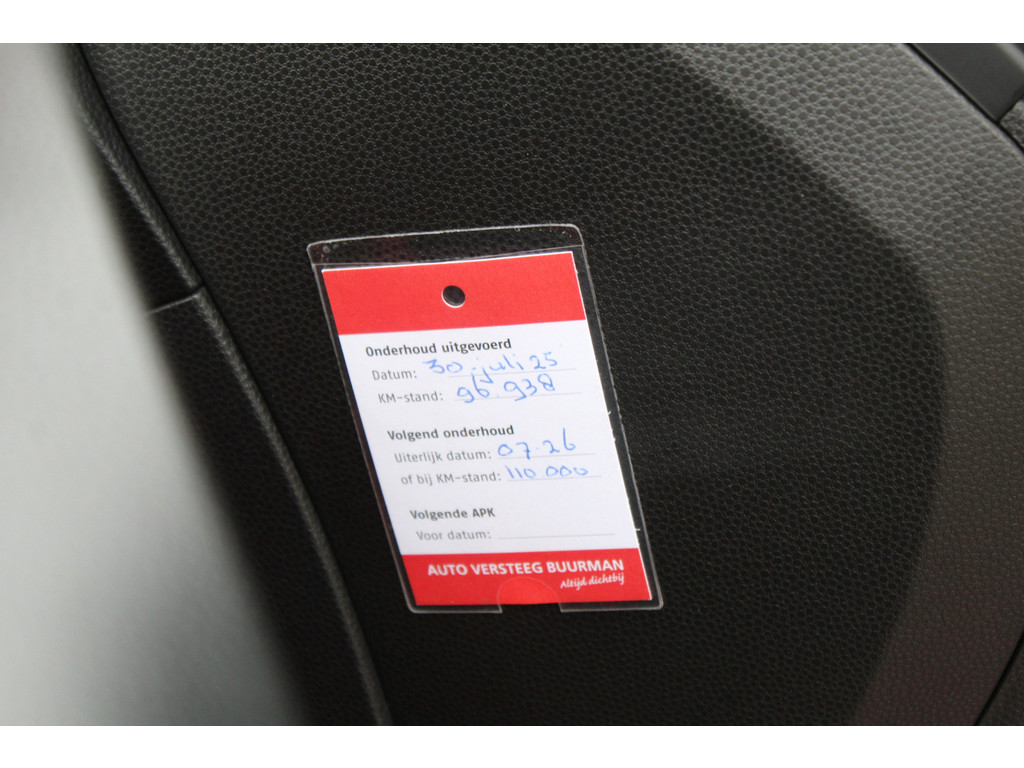 Onderhoud uitgevoerd
Datum: 30 juli 25
KM-stand: 96.938
Volgend onderhoud
Uiterlijk datum: 07-26
of bij KM-stand: 110 000
Volgende APK
Voor datum:
AUTO VERSTEEG BUURMAN
Altijd dichtbij